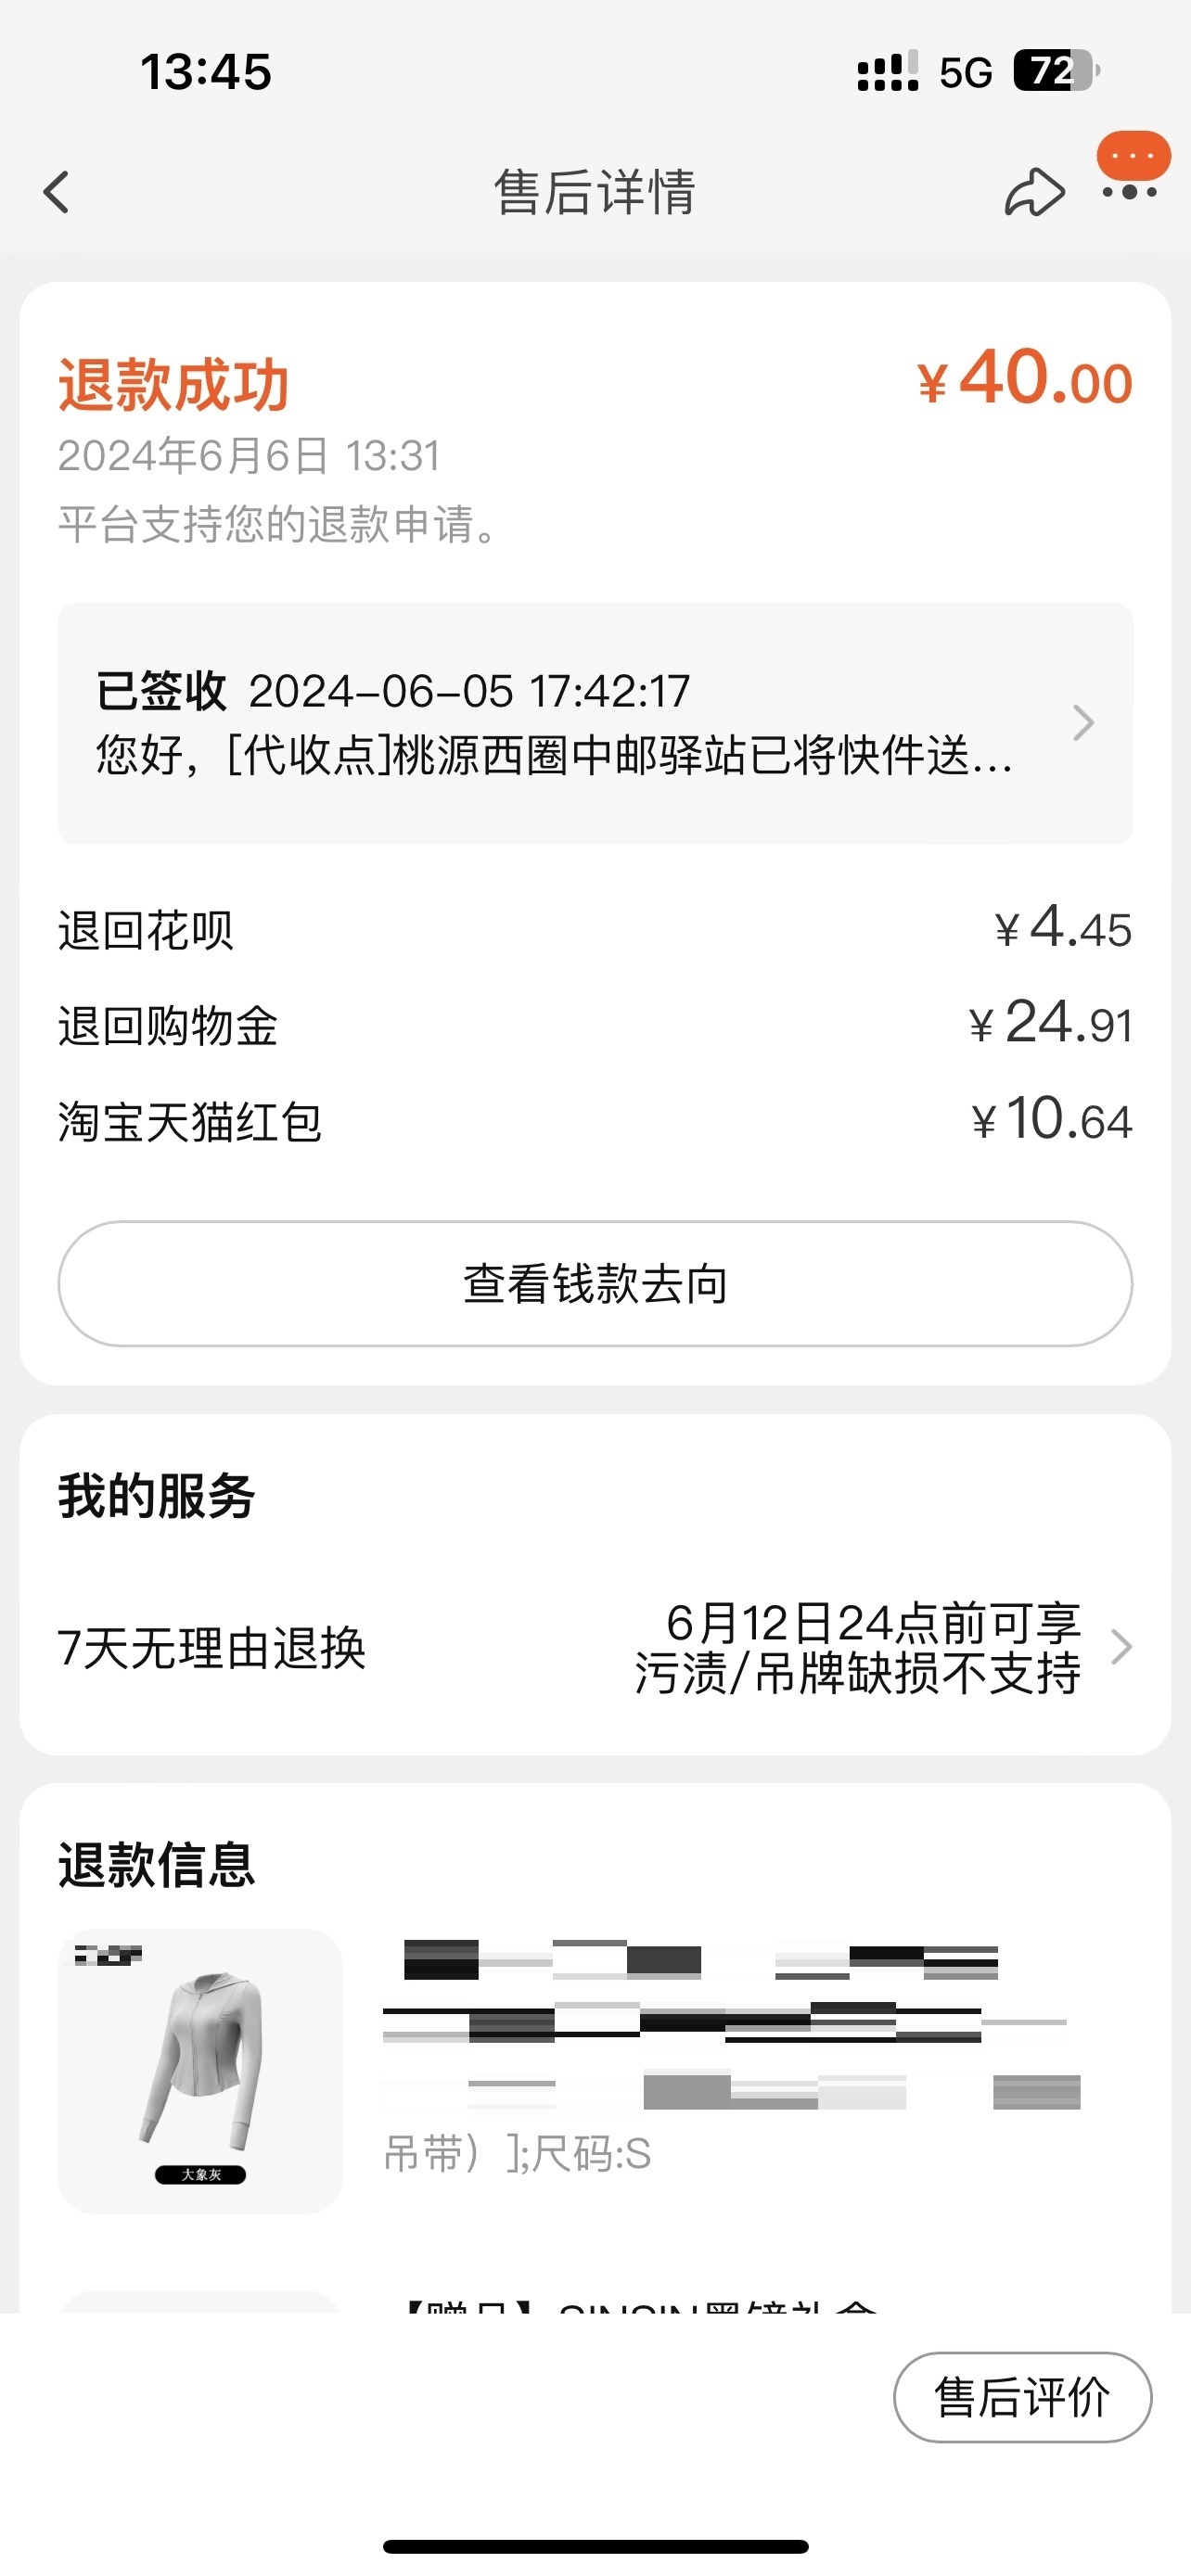 13:45
5G 72
售后详情
退款成功 ¥40.00
2024年6月6日 13:31
平台支持您的退款申请。
已签收 2024-06-05 17:42:17
您好，[代收点]桃源西圈中邮驿站已将快件送...
退回花呗 ¥4.45
退回购物金 ¥24.91
淘宝天猫红包 ¥10.64
查看钱款去向
我的服务
7天无理由退换
6月12日24点前可享
污渍/吊牌缺损不支持
退款信息
大象灰
吊带）];尺码:S
售后评价